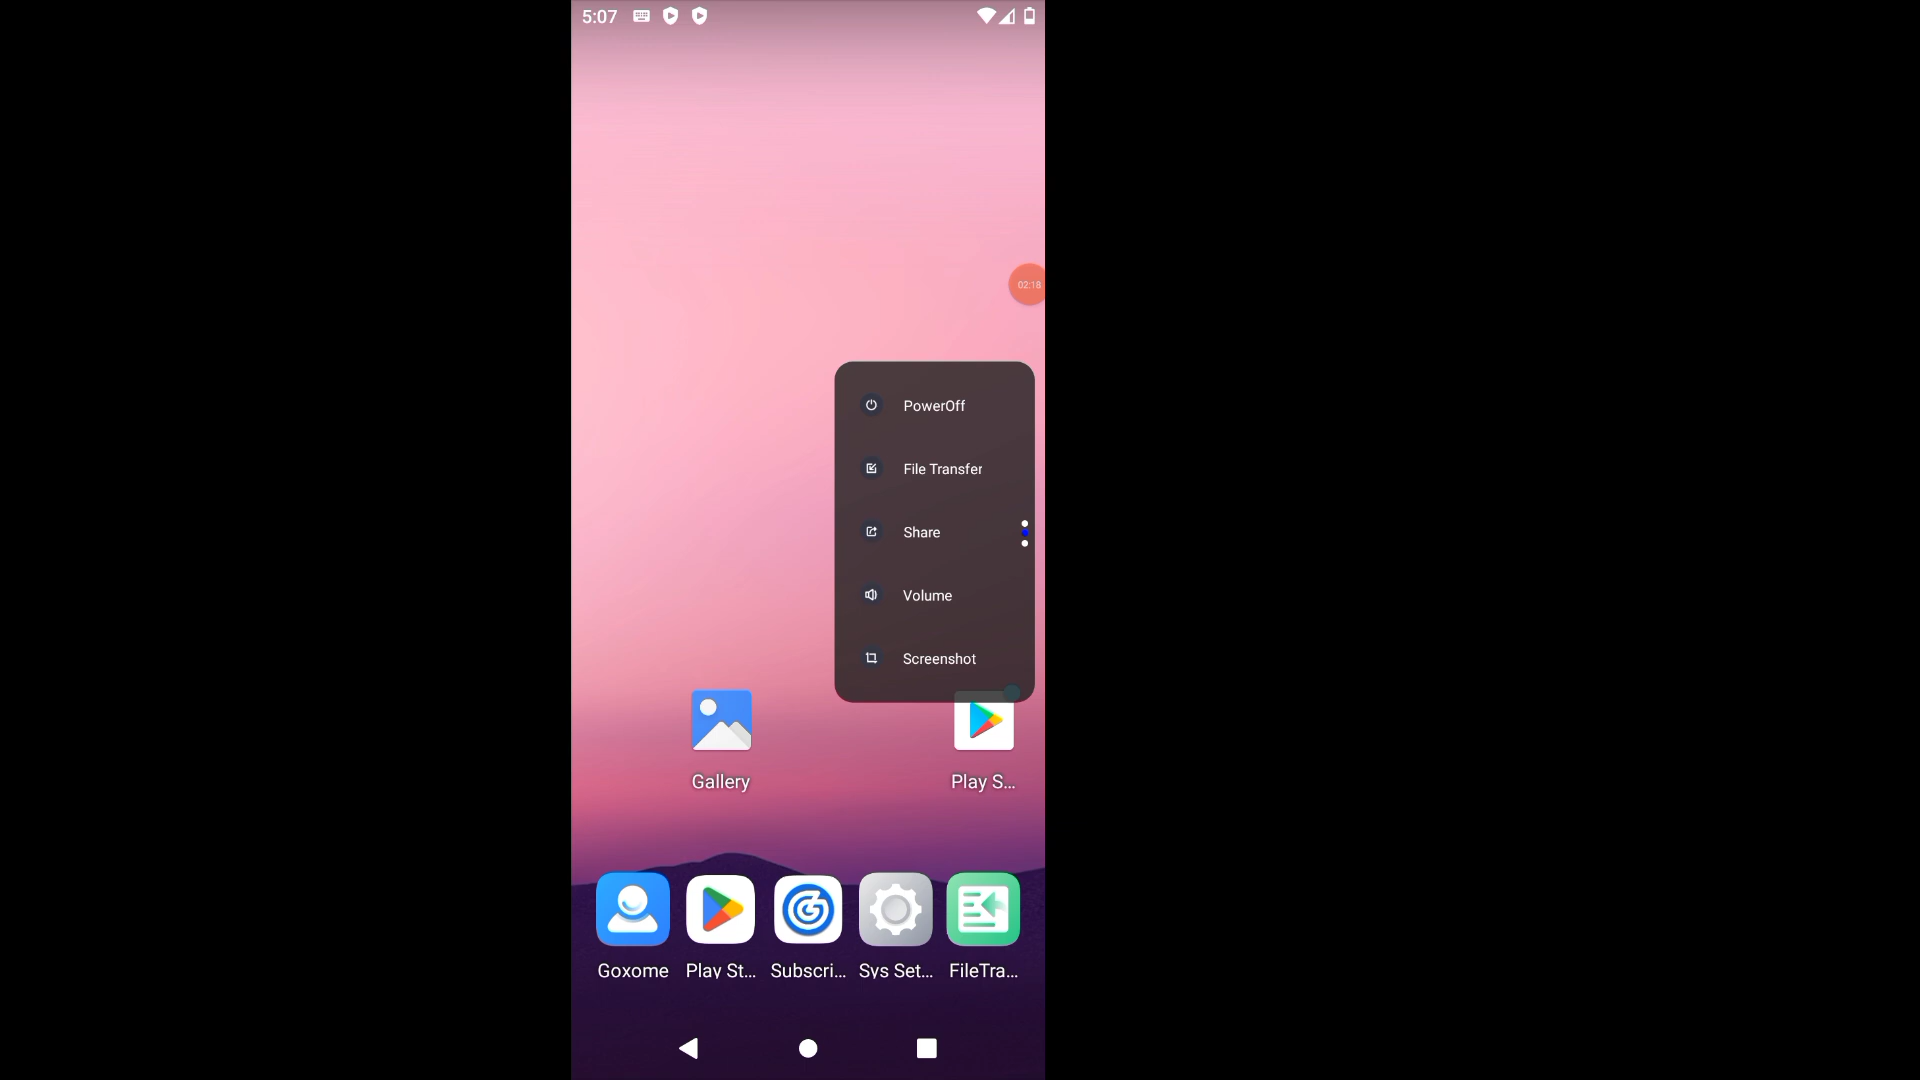 5:07
02:18
PowerOff
File Transfer
Share
Volume
Screenshot
Gallery
Play S...
Goxome
Play St...
Subscri...
Sys Set...
FileTra...